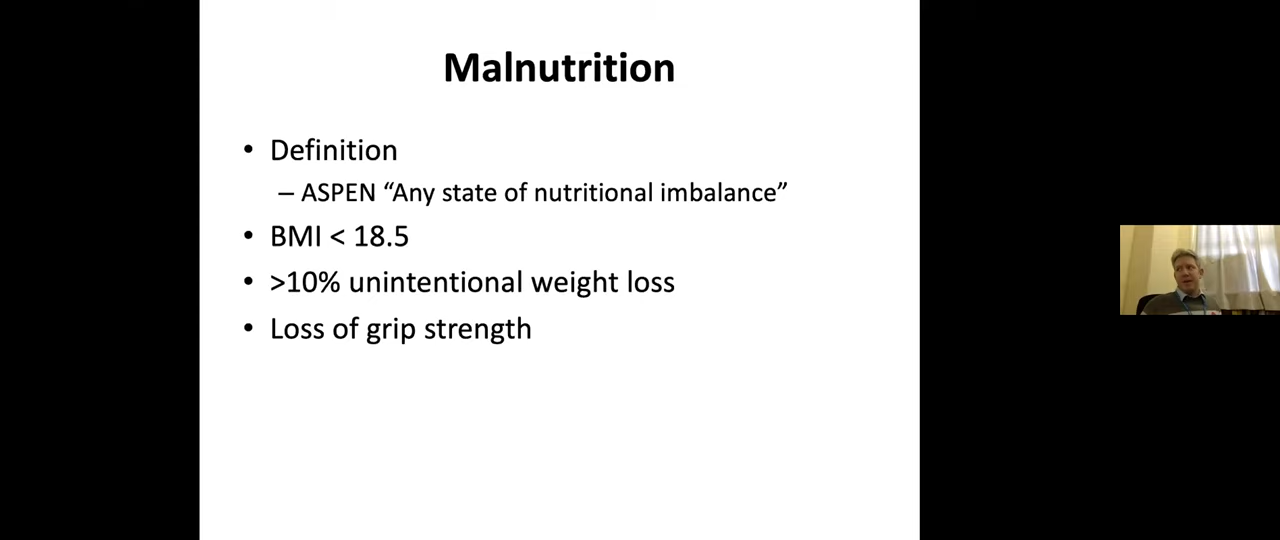 Malnutrition
• Definition
– ASPEN “Any state of nutritional imbalance”
• BMI < 18.5
• >10% unintentional weight loss
• Loss of grip strength